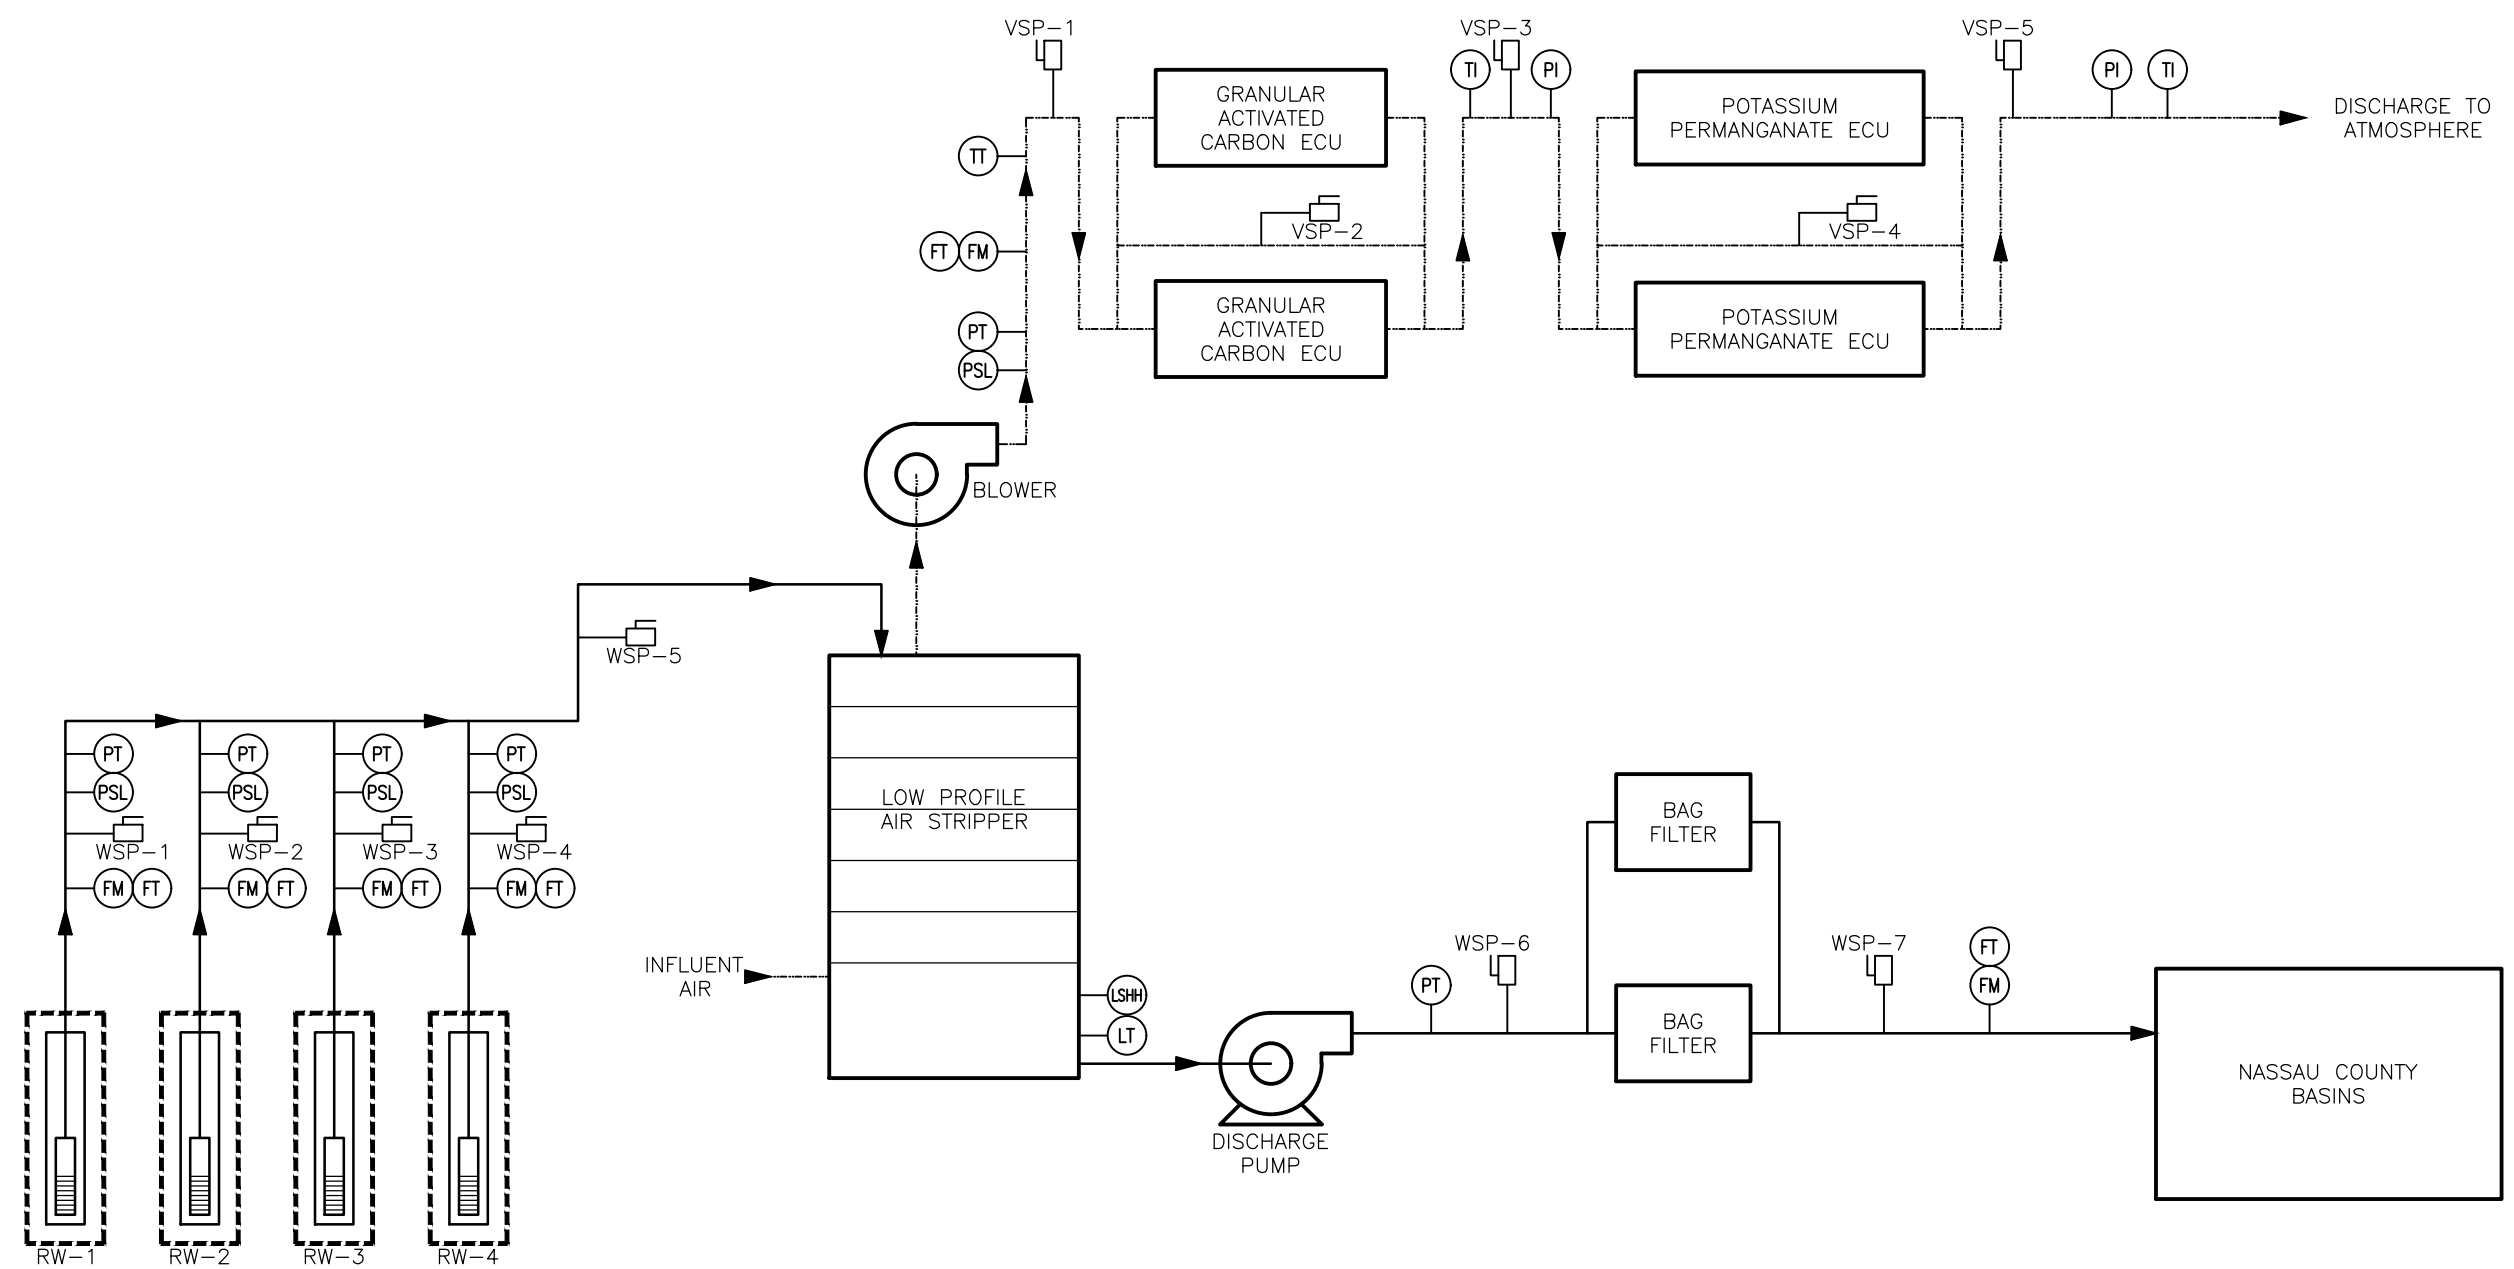 VSP-1
VSP-3
VSP-5
TI
PI
PI
TI
GRANULAR
ACTIVATED
CARBON ECU
POTASSIUM
PERMANGANATE ECU
DISCHARGE TO
ATMOSPHERE
TT
VSP-2
VSP-4
FT
FM
GRANULAR
ACTIVATED
CARBON ECU
POTASSIUM
PERMANGANATE ECU
PT
PSL
BLOWER
WSP-5
PT
PT
PT
PT
PSL
PSL
PSL
PSL
WSP-1
WSP-2
WSP-3
WSP-4
FM
FT
FM
FT
FM
FT
FM
FT
LOW PROFILE
AIR STRIPPER
BAG
FILTER
INFLUENT
AIR
WSP-6
WSP-7
FT
FM
PT
LSHH
LT
BAG
FILTER
NASSAU COUNTY
BASINS
DISCHARGE
PUMP
RW-1
RW-2
RW-3
RW-4